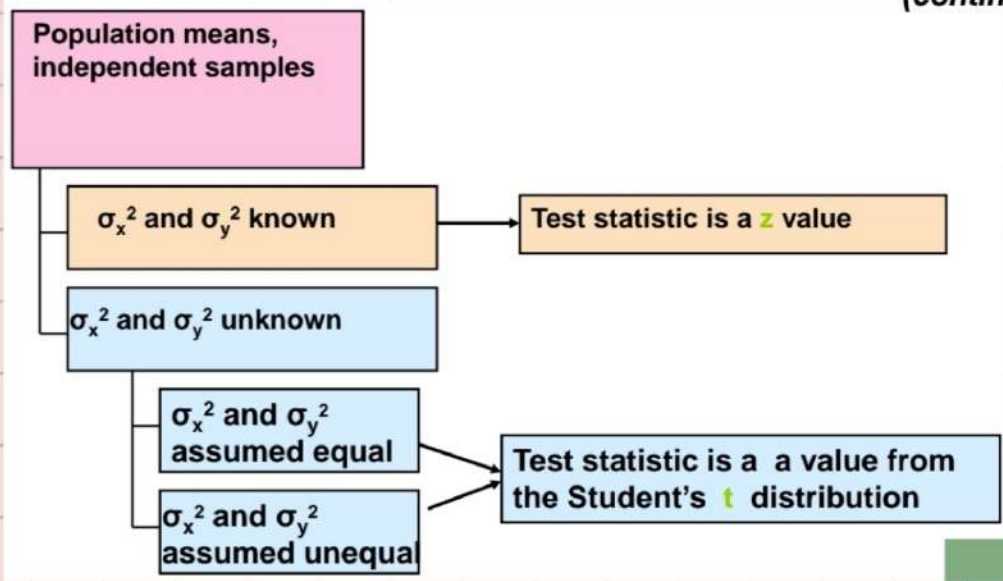 (contin
Population means,
independent samples
σx² and σy² known
Test statistic is a z value
σx² and σy² unknown
σx² and σy²
assumed equal
σx² and σy²
assumed unequal
Test statistic is a a value from
the Student's t distribution